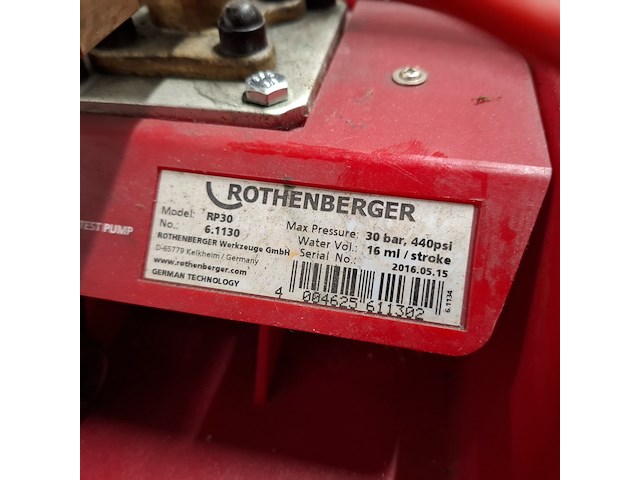 ROTHENBERGER
Model: RP30
No.: 6.1130
ROTHENBERGER Werkzeuge GmbH
D-65779 Kelkheim / Germany
www.rothenberger.com
GERMAN TECHNOLOGY
Max Pressure: 30 bar, 440psi
Water Vol.: 16 ml / stroke
Serial No.: 2016.05.15
4 004625 611302
6.1134
TEST PUMP